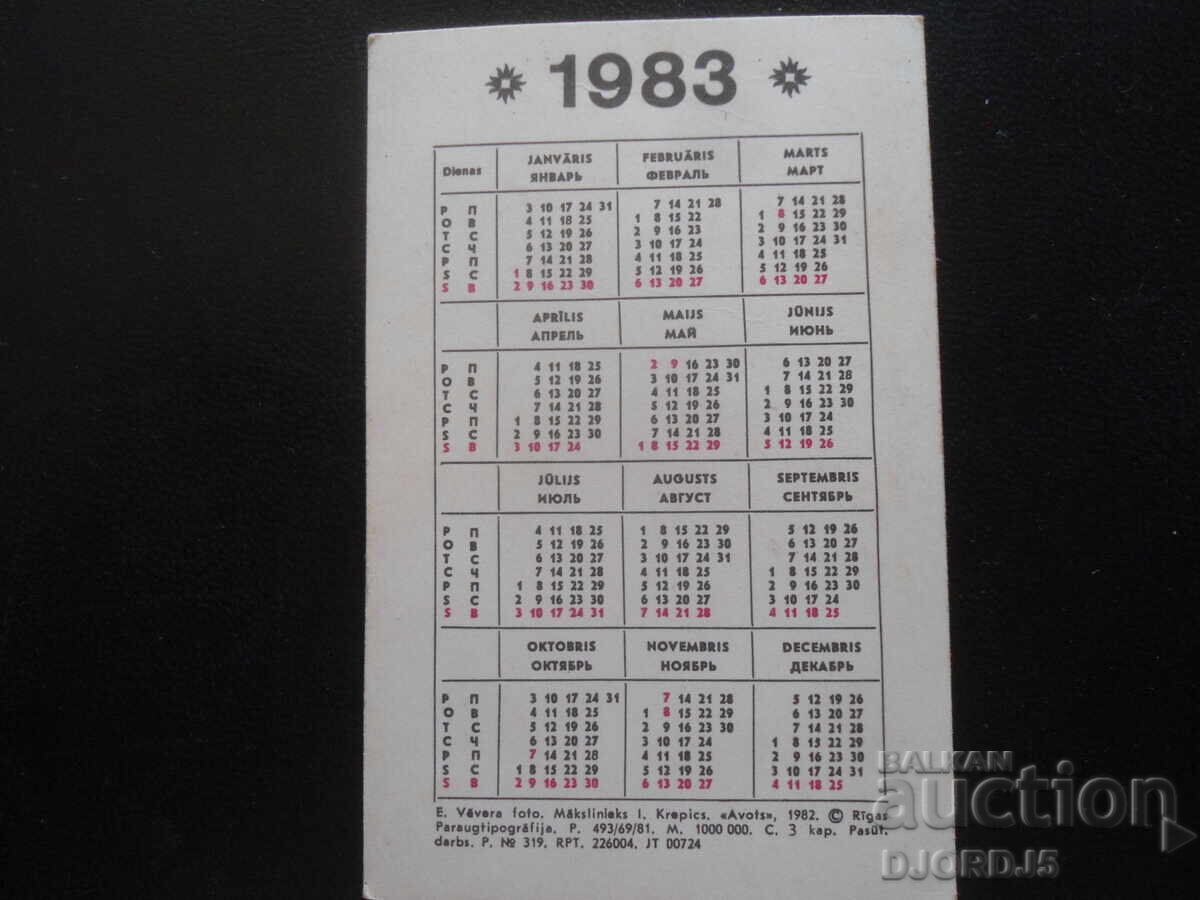 1983
Dienas JANVĀRIS FEBRUĀRIS MARTS
ЯНВАРЬ ФЕВРАЛЬ МАРТ
P П 3 10 17 24 31 7 14 21 28 7 14 21 28
O В 4 11 18 25 1 8 15 22 1 8 15 22 29
T С 5 12 19 26 2 9 16 23 2 9 16 23 30
C Ч 6 13 20 27 3 10 17 24 3 10 17 24 31
P П 7 14 21 28 4 11 18 25 4 11 18 25
S С 1 8 15 22 29 5 12 19 26 5 12 19 26
S В 2 9 16 23 30 6 13 20 27 6 13 20 27
APRĪLIS MAIJS JŪNIJS
АПРЕЛЬ МАЙ ИЮНЬ
P П 4 11 18 25 2 9 16 23 30 6 13 20 27
O В 5 12 19 26 3 10 17 24 31 7 14 21 28
T С 6 13 20 27 4 11 18 25 1 8 15 22 29
C Ч 7 14 21 28 5 12 19 26 2 9 16 23 30
P П 1 8 15 22 29 6 13 20 27 3 10 17 24
S С 2 9 16 23 30 7 14 21 28 4 11 18 25
S В 3 10 17 24 1 8 15 22 29 5 12 19 26
JŪLIJS AUGUSTS SEPTEMBRIS
ИЮЛЬ АВГУСТ СЕНТЯБРЬ
P П 4 11 18 25 1 8 15 22 29 5 12 19 26
O В 5 12 19 26 2 9 16 23 30 6 13 20 27
T С 6 13 20 27 3 10 17 24 31 7 14 21 28
C Ч 7 14 21 28 4 11 18 25 1 8 15 22 29
P П 1 8 15 22 29 5 12 19 26 2 9 16 23 30
S С 2 9 16 23 30 6 13 20 27 3 10 17 24
S В 3 10 17 24 31 7 14 21 28 4 11 18 25
OKTOBRIS NOVEMBRIS DECEMBRIS
ОКТЯБРЬ НОЯБРЬ ДЕКАБРЬ
P П 3 10 17 24 31 7 14 21 28 5 12 19 26
O В 4 11 18 25 1 8 15 22 29 6 13 20 27
T С 5 12 19 26 2 9 16 23 30 7 14 21 28
C Ч 6 13 20 27 3 10 17 24 1 8 15 22 29
P П 7 14 21 28 4 11 18 25 2 9 16 23 30
S С 1 8 15 22 29 5 12 19 26 3 10 17 24 31
S В 2 9 16 23 30 6 13 20 27 4 11 18 25
E. Vēvera foto. Mākslinieks I. Krepics. «Avots», 1982. © Rīgas
Paraugtipogrāfija. P. 493/69/81. M. 1000 000. C. 3 kap. Pasūt.
darbs. P. № 319. RPT. 226004. JT 00724
BALKAN
auction
DJORDJ5